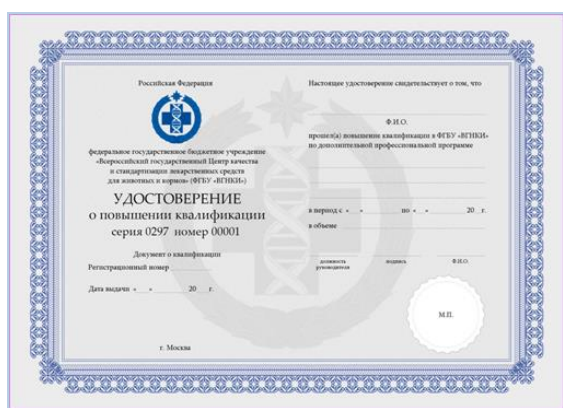 Российская Федерация
федеральное государственное бюджетное учреждение
«Всероссийский государственный Центр качества
и стандартизации лекарственных средств
для животных и кормов» (ФГБУ «ВГНКИ»)
УДОСТОВЕРЕНИЕ
о повышении квалификации
серия 0297 номер 00001
Документ о квалификации
Регистрационный номер
Дата выдачи « » 20 г.
г. Москва
Настоящее удостоверение свидетельствует о том, что
Ф.И.О.
прошел(а) повышение квалификации в ФГБУ «ВГНКИ»
по дополнительной профессиональной программе
в период с « » по « » 20 г.
в объеме
должность подпись Ф.И.О.
руководителя
М.П.